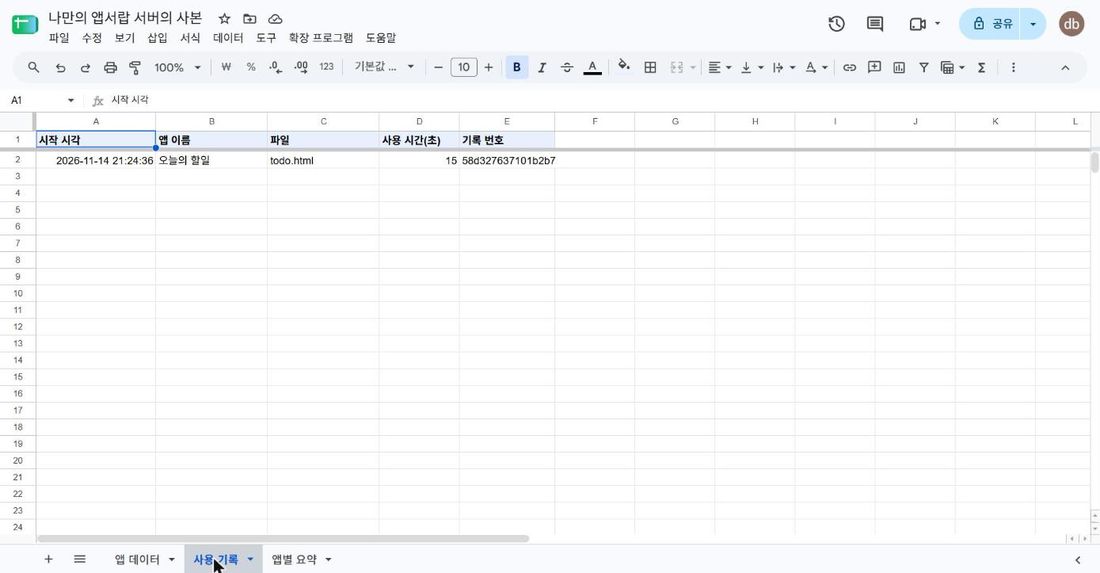 나만의 앱서랍 서버의 사본
파일 수정 보기 삽입 서식 데이터 도구 확장 프로그램 도움말
공유
db
100% ₩ % .0 .00 123 기본값 ... 10 B I A Σ
A1 fx 시작 시각
A B C D E F G H I J K L
1 시작 시각 앱 이름 파일 사용 시간(초) 기록 번호
2 2026-11-14 21:24:36 오늘의 할일 todo.html 15 58d327637101b2b7
3
4
5
6
7
8
9
10
11
12
13
14
15
16
17
18
19
20
21
22
23
24
앱 데이터 사용 기록 앱별 요약